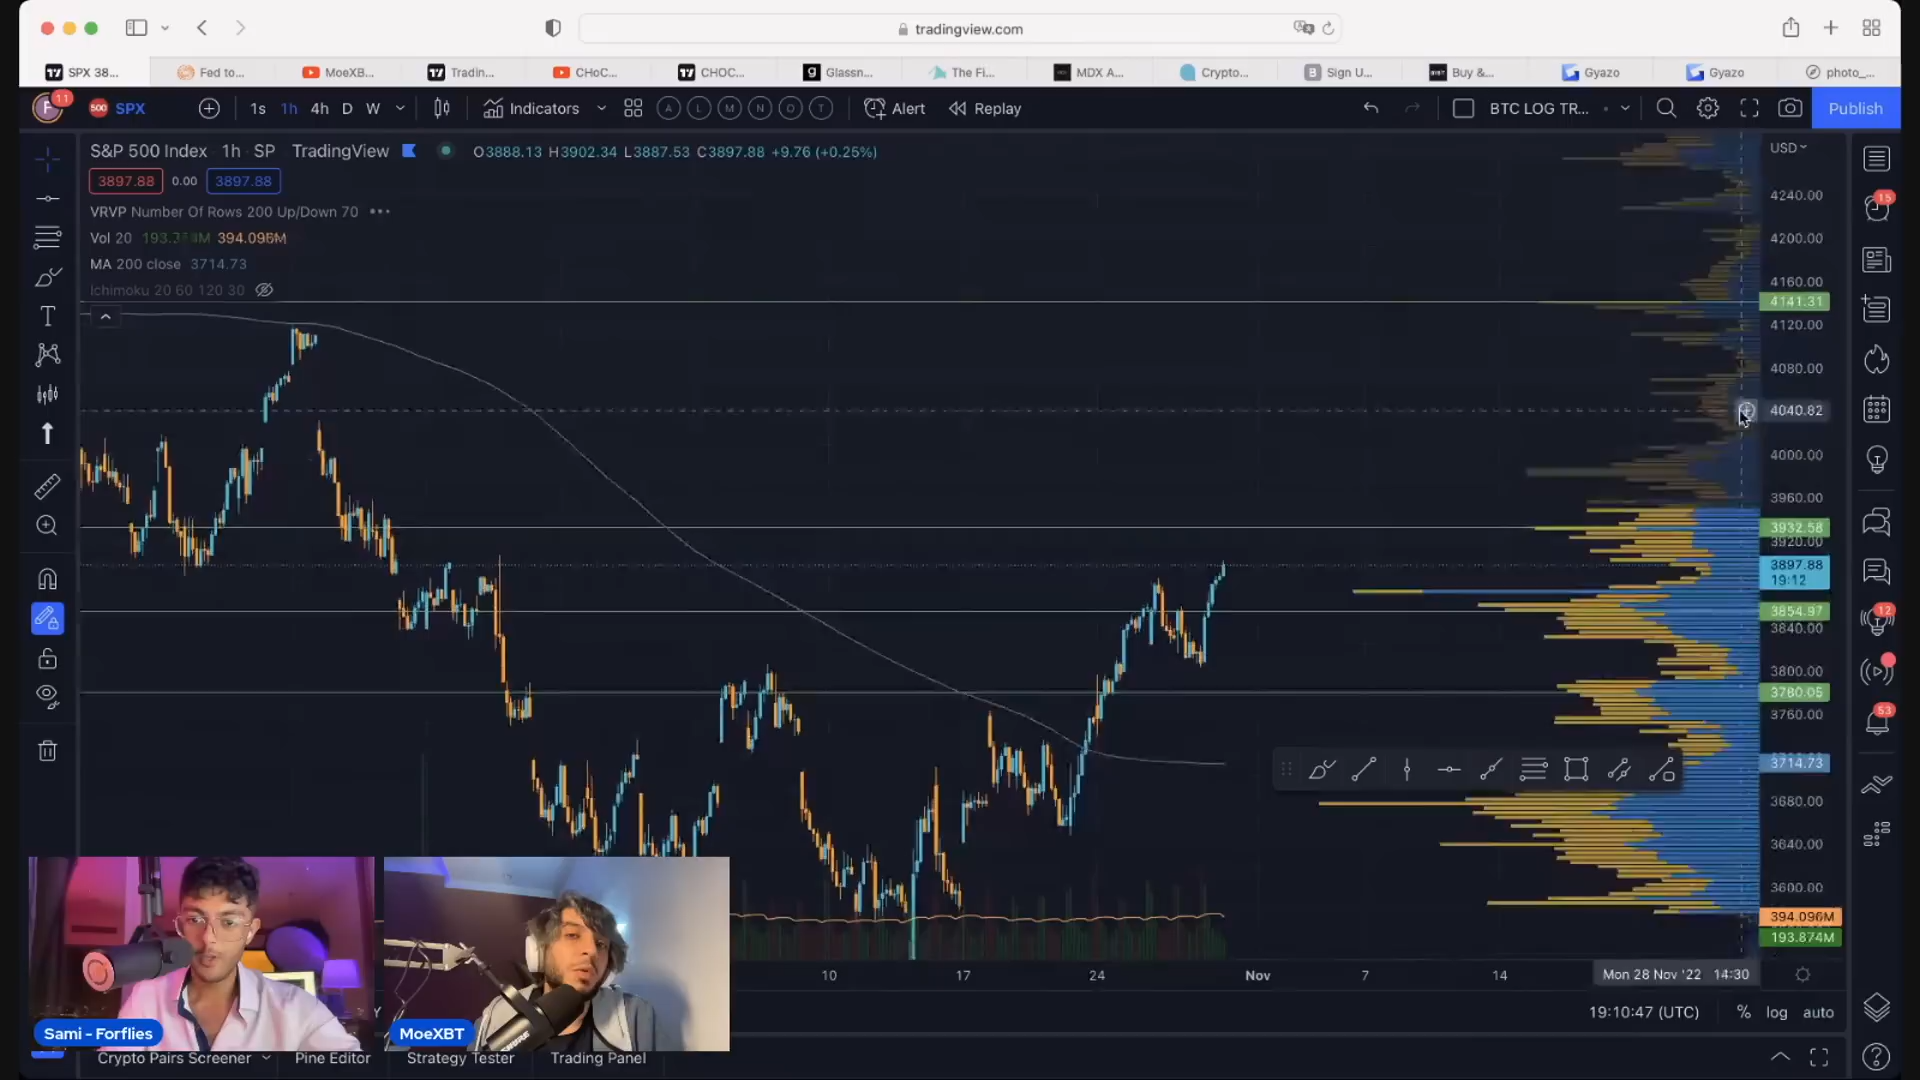 tradingview.com
SPX 38...
Fed to...
MoeXB...
Tradin...
CHoC...
CHOC...
Glassn...
The Fi...
MDX A...
Crypto...
Sign U...
Buy &...
Gyazo
Gyazo
photo_...
11
500
SPX
1s
1h
4h
D
W
Indicators
A
L
M
N
O
T
Alert
Replay
BTC LOG TR...
Publish
S&P 500 Index 1h SP TradingView
O3888.13 H3902.34 L3887.53 C3897.88 +9.76 (+0.25%)
3897.88
0.00
3897.88
VRVP Number Of Rows 200 Up/Down 70
Vol 20 394.096M
MA 200 close 3714.73
Ichimoku 20 60 120 30
USD
4240.00
4200.00
4160.00
4141.31
4120.00
4080.00
4040.82
4000.00
3960.00
3932.58
3920.00
3897.88
19:12
3854.97
3840.00
3800.00
3780.05
3760.00
3714.73
3680.00
3640.00
3600.00
394.096M
193.874M
15
12
53
10
17
24
Nov
7
14
Mon 28 Nov '22 14:30
19:10:47 (UTC)
%
log
auto
Sami - Forflies
MoeXBT
Crypto Pairs Screener
Pine Editor
Strategy Tester
Trading Panel